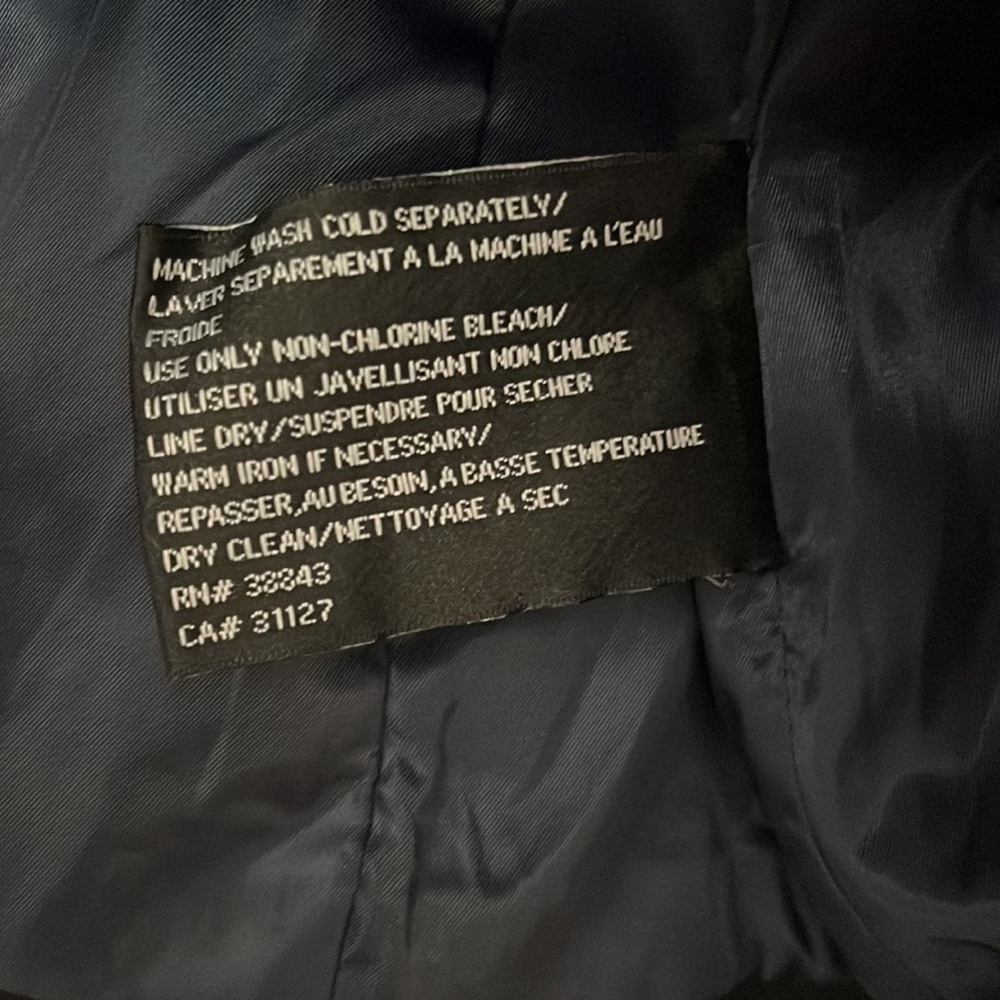 MACHINE WASH COLD SEPARATELY/
LAVER SEPAREMENT A LA MACHINE A L'EAU
FROIDE
USE ONLY NON-CHLORINE BLEACH/
UTILISER UN JAVELLISANT NON CHLORE
LINE DRY/SUSPENDRE POUR SECHER
WARM IRON IF NECESSARY/
REPASSER, AU BESOIN, A BASSE TEMPERATURE
DRY CLEAN/NETTOYAGE A SEC
RN# 38843
CA# 31127